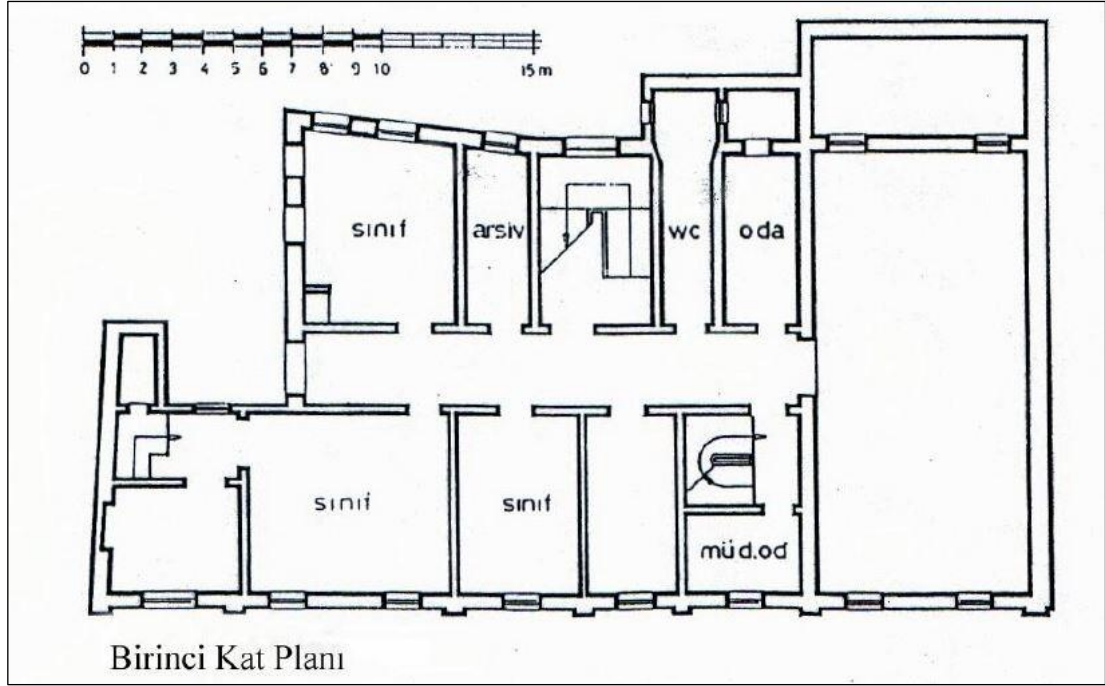 0 1 2 3 4 5 6 7 8 9 10 15 m
sınıf arsiv wc oda
sınıf sınıf
müd.od
Birinci Kat Planı